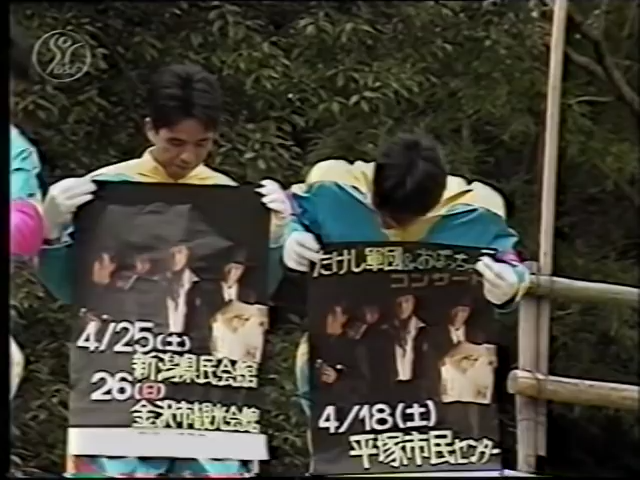 4/25(土)
新潟県民会館
26(日)
金沢市観光会館
たけし軍団&おぼっちゃ
コンサート
4/18(土)
平塚市民センター